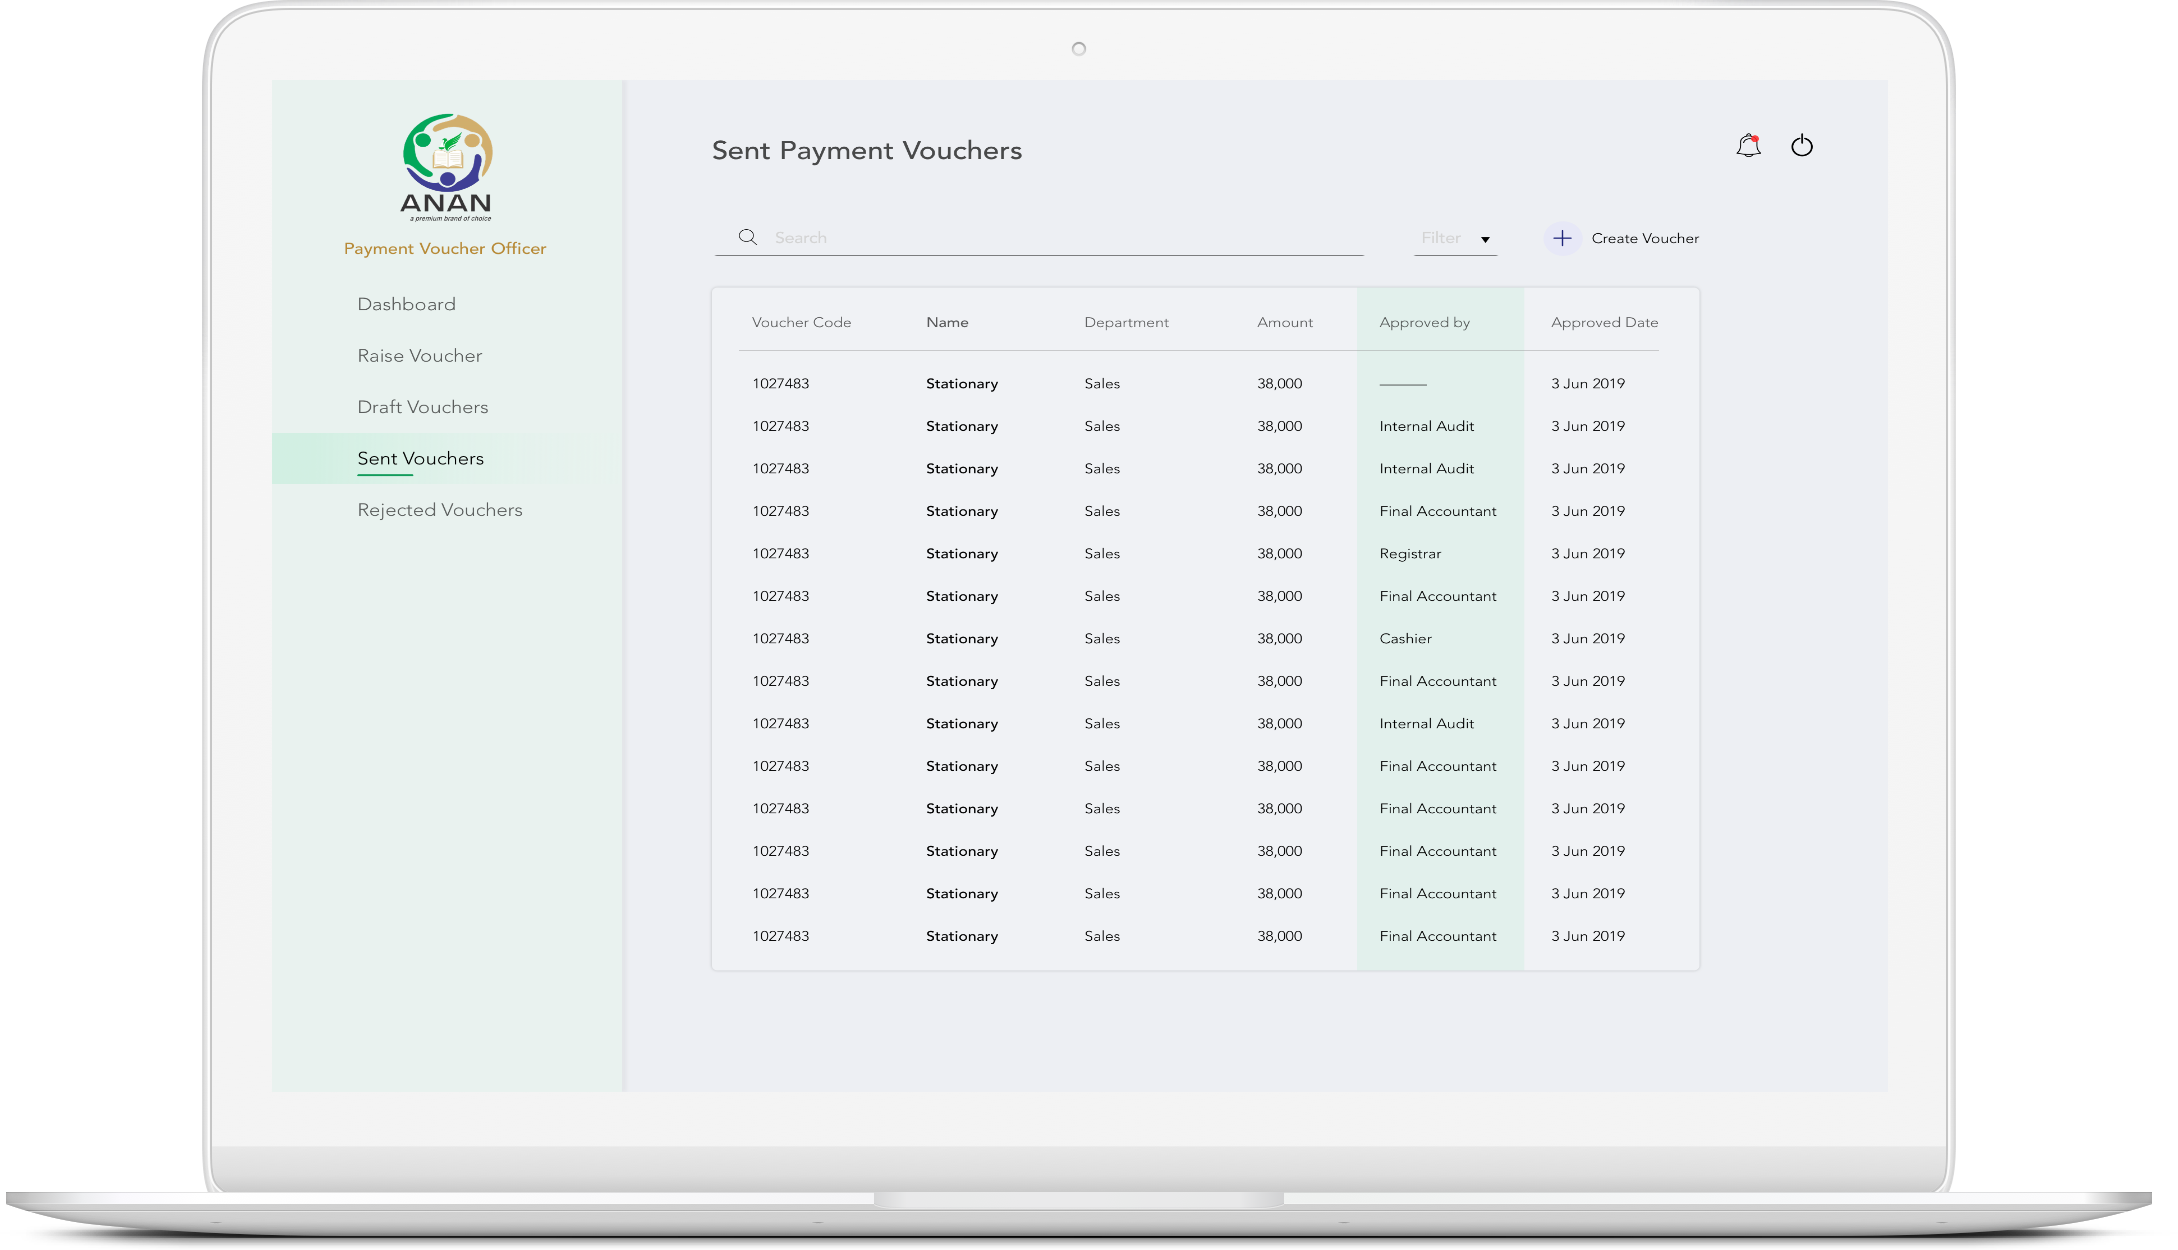 ANAN
a premium brand of choice
Payment Voucher Officer
Dashboard
Raise Voucher
Draft Vouchers
Sent Vouchers
Rejected Vouchers
Sent Payment Vouchers
Search
Filter
Create Voucher
Voucher Code Name Department Amount Approved by Approved Date
1027483 Stationary Sales 38,000 3 Jun 2019
1027483 Stationary Sales 38,000 Internal Audit 3 Jun 2019
1027483 Stationary Sales 38,000 Internal Audit 3 Jun 2019
1027483 Stationary Sales 38,000 Final Accountant 3 Jun 2019
1027483 Stationary Sales 38,000 Registrar 3 Jun 2019
1027483 Stationary Sales 38,000 Final Accountant 3 Jun 2019
1027483 Stationary Sales 38,000 Cashier 3 Jun 2019
1027483 Stationary Sales 38,000 Final Accountant 3 Jun 2019
1027483 Stationary Sales 38,000 Internal Audit 3 Jun 2019
1027483 Stationary Sales 38,000 Final Accountant 3 Jun 2019
1027483 Stationary Sales 38,000 Final Accountant 3 Jun 2019
1027483 Stationary Sales 38,000 Final Accountant 3 Jun 2019
1027483 Stationary Sales 38,000 Final Accountant 3 Jun 2019
1027483 Stationary Sales 38,000 Final Accountant 3 Jun 2019